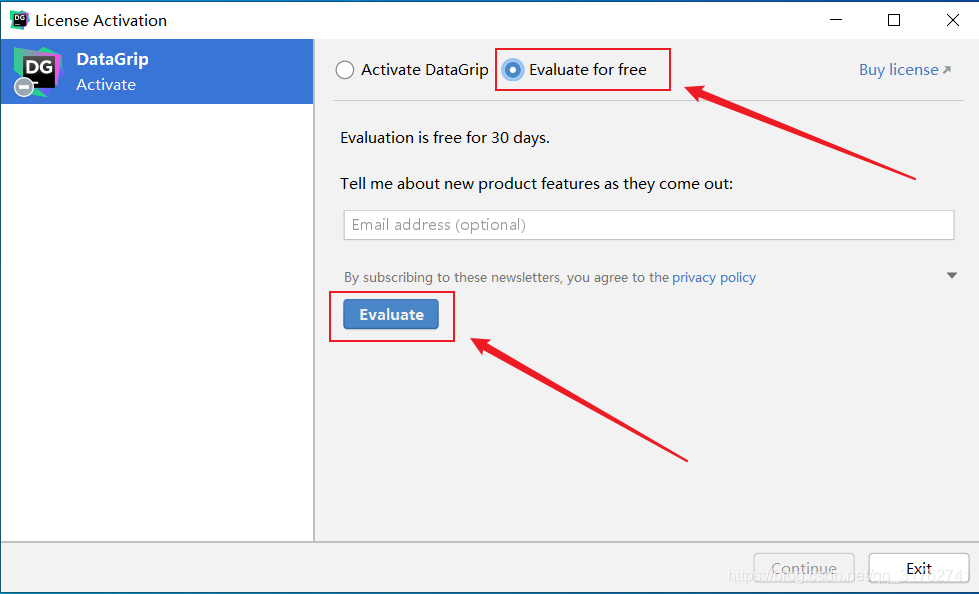 DG License Activation
DG DataGrip
Activate
Activate DataGrip Evaluate for free Buy license
Evaluation is free for 30 days.
Tell me about new product features as they come out:
Email address (optional)
By subscribing to these newsletters, you agree to the privacy policy
Evaluate
Continue Exit
https://blog.csdn.net/qq_31762741